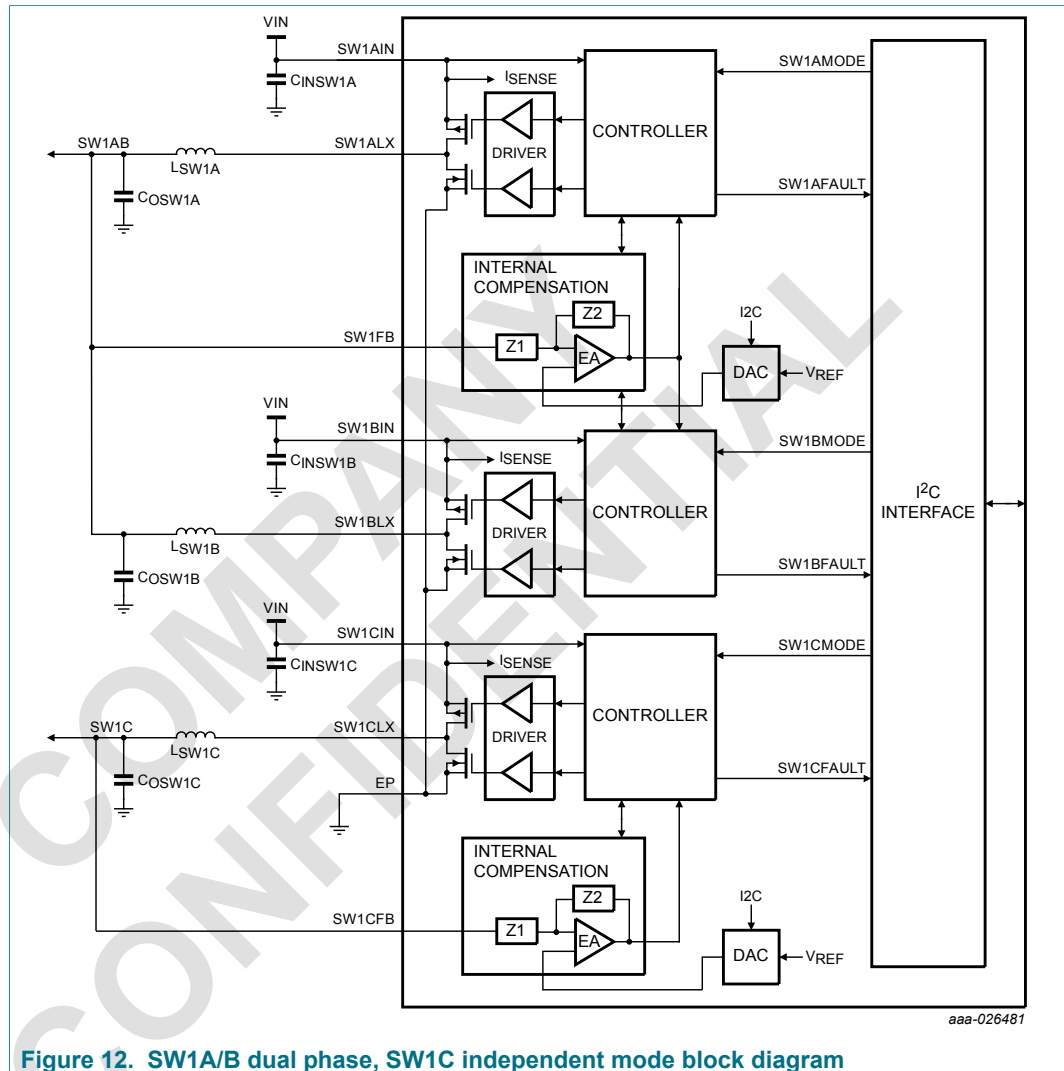 VIN
SW1AIN
CINSW1A
ISENSE
CONTROLLER
SW1AMODE
SW1AB
SW1ALX
LSW1A
DRIVER
COSW1A
SW1AFAULT
INTERNAL
COMPENSATION
Z2
I2C
SW1FB
Z1
EA
DAC
VREF
VIN
SW1BIN
CINSW1B
ISENSE
CONTROLLER
SW1BMODE
I2C
INTERFACE
SW1BLX
LSW1B
DRIVER
COSW1B
SW1BFAULT
VIN
SW1CIN
CINSW1C
ISENSE
CONTROLLER
SW1CMODE
SW1C
SW1CLX
LSW1C
DRIVER
COSW1C
SW1CFAULT
EP
INTERNAL
COMPENSATION
Z2
I2C
SW1CFB
Z1
EA
DAC
VREF
COMPANY
CONFIDENTIAL
aaa-026481
Figure 12. SW1A/B dual phase, SW1C independent mode block diagram